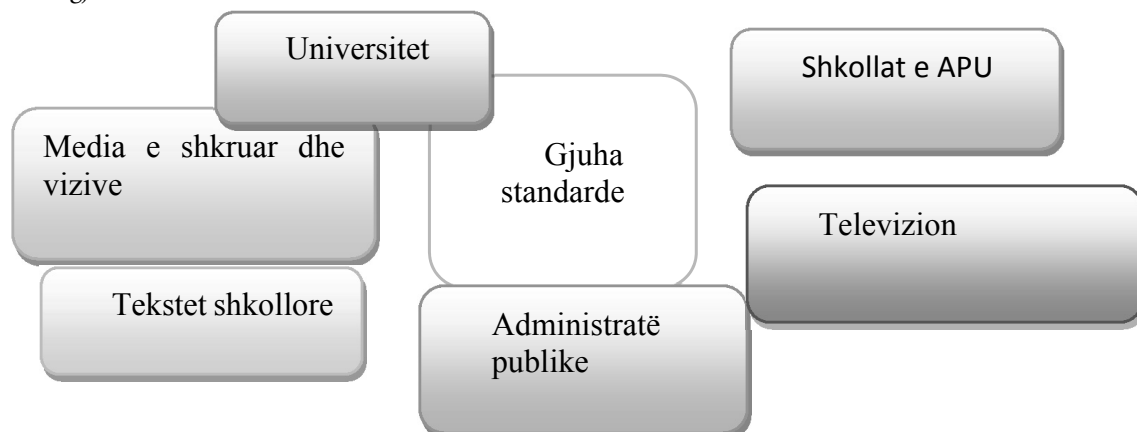 Universitet
Shkollat e APU
Media e shkruar dhe
vizive
Gjuha
standarde
Televizion
Tekstet shkollore
Administratë
publike